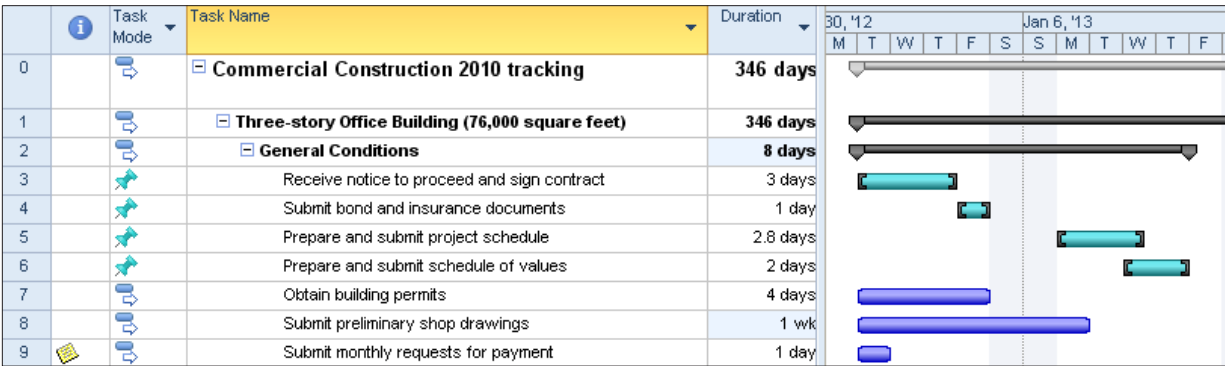 Task Mode Task Name Duration 30, '12 Jan 6, '13
M T W T F S S M T W T F
0 Commercial Construction 2010 tracking 346 days
1 Three-story Office Building (76,000 square feet) 346 days
2 General Conditions 8 days
3 Receive notice to proceed and sign contract 3 days
4 Submit bond and insurance documents 1 day
5 Prepare and submit project schedule 2.8 days
6 Prepare and submit schedule of values 2 days
7 Obtain building permits 4 days
8 Submit preliminary shop drawings 1 wk
9 Submit monthly requests for payment 1 day